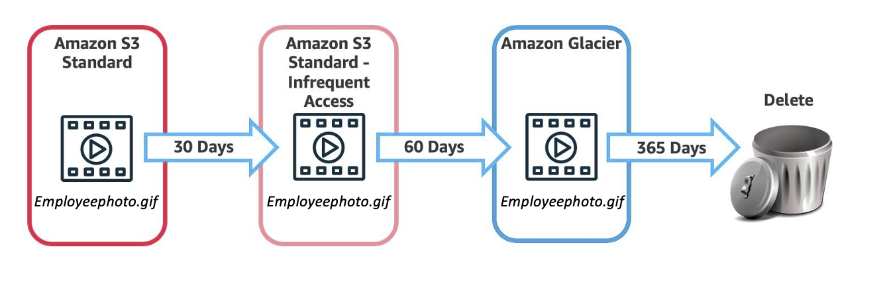 Amazon S3
Standard
Employeephoto.gif
30 Days
Amazon S3
Standard -
Infrequent
Access
Employeephoto.gif
60 Days
Amazon Glacier
Employeephoto.gif
365 Days
Delete